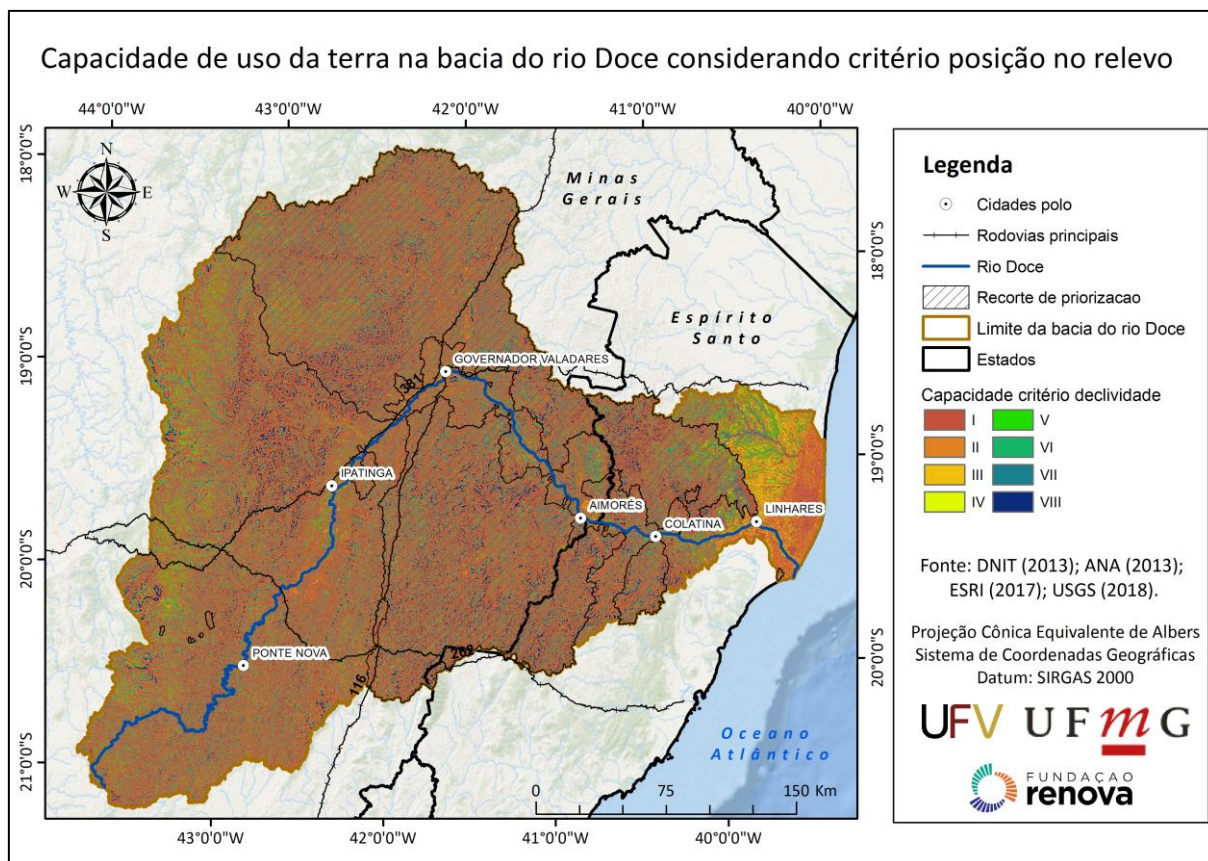 Capacidade de uso da terra na bacia do rio Doce considerando critério posição no relevo
44°0'0"W 43°0'0"W 42°0'0"W 41°0'0"W 40°0'0"W
18°0'0"S
19°0'0"S
20°0'0"S
21°0'0"S
N
W E
S
Minas
Gerais
Espírito
Santo
GOVERNADOR VALADARES
381
IPATINGA
AIMORÉS
COLATINA
LINHARES
PONTE NOVA
262
116
Oceano
Atlântico
0 75 150 Km
18°0'0"S
19°0'0"S
20°0'0"S
43°0'0"W 42°0'0"W 41°0'0"W 40°0'0"W
Legenda
Cidades polo
Rodovias principais
Rio Doce
Recorte de priorizacao
Limite da bacia do rio Doce
Estados
Capacidade critério declividade
I V
II VI
III VII
IV VIII
Fonte: DNIT (2013); ANA (2013);
ESRI (2017); USGS (2018).
Projeção Cônica Equivalente de Albers
Sistema de Coordenadas Geográficas
Datum: SIRGAS 2000
UFV UFmG
FUNDAÇÃO
renova